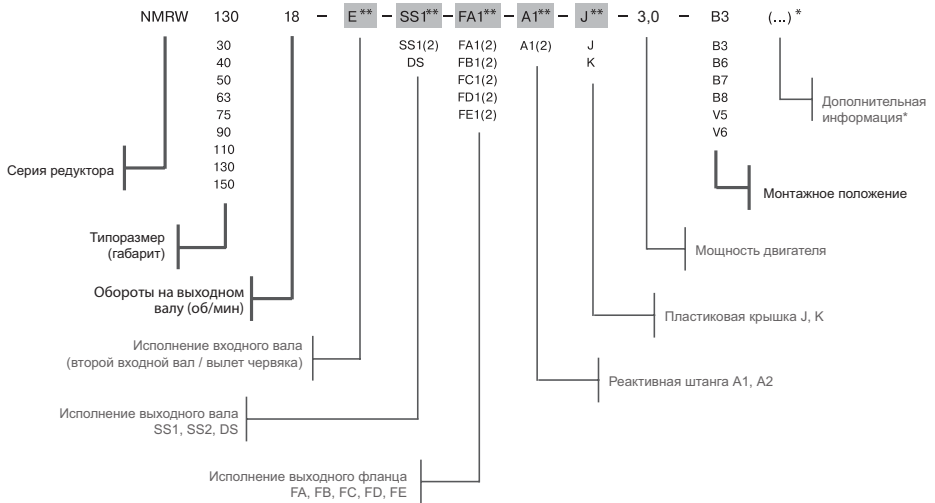 NMRW 130 18 – E** – SS1** – FA1** – A1** – J** – 3,0 – B3 (...)*
30 SS1(2) FA1(2) A1(2) J B3
40 DS FB1(2) K B6
50 FC1(2) B7
63 FD1(2) B8
75 FE1(2) V5
90 V6
110
130
150
Дополнительная
информация*
Серия редуктора
Монтажное положение
Типоразмер
(габарит)
Мощность двигателя
Обороты на выходном
валу (об/мин)
Пластиковая крышка J, K
Исполнение входного вала
(второй входной вал / вылет червяка)
Реактивная штанга A1, A2
Исполнение выходного вала
SS1, SS2, DS
Исполнение выходного фланца
FA, FB, FC, FD, FE